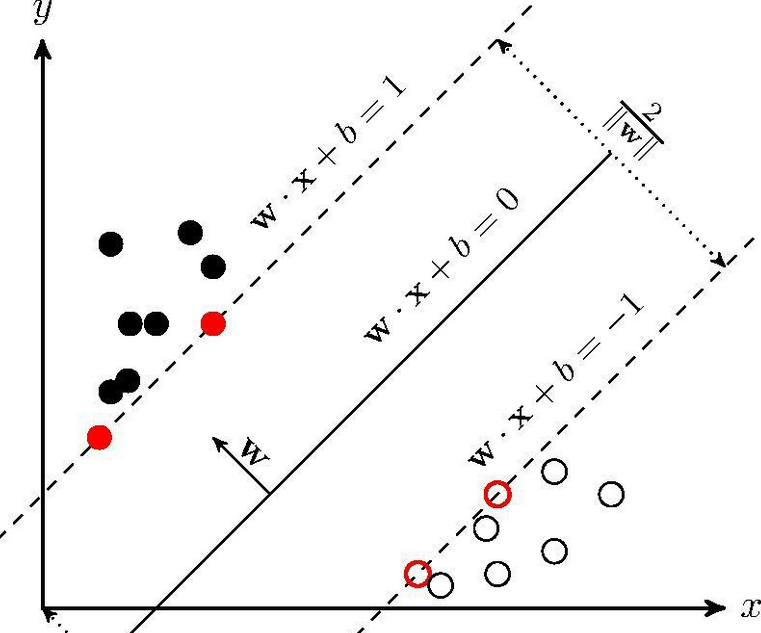 y
w · x + b = 1
2
‖w‖
w · x + b = 0
w · x + b = −1
w
x